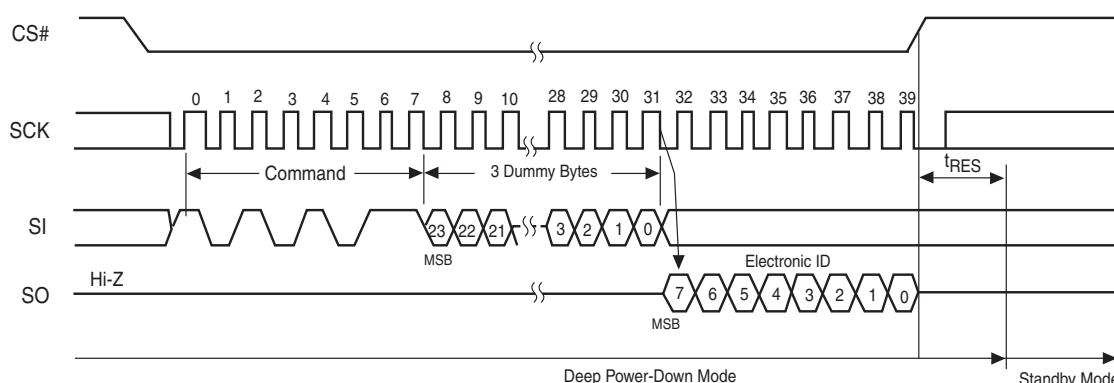 CS#
0 1 2 3 4 5 6 7 8 9 10 28 29 30 31 32 33 34 35 36 37 38 39
SCK
Command
3 Dummy Bytes
tRES
SI
23 22 21 3 2 1 0
MSB
Electronic ID
Hi-Z
SO
7 6 5 4 3 2 1 0
MSB
Deep Power-Down Mode
Standby Mode